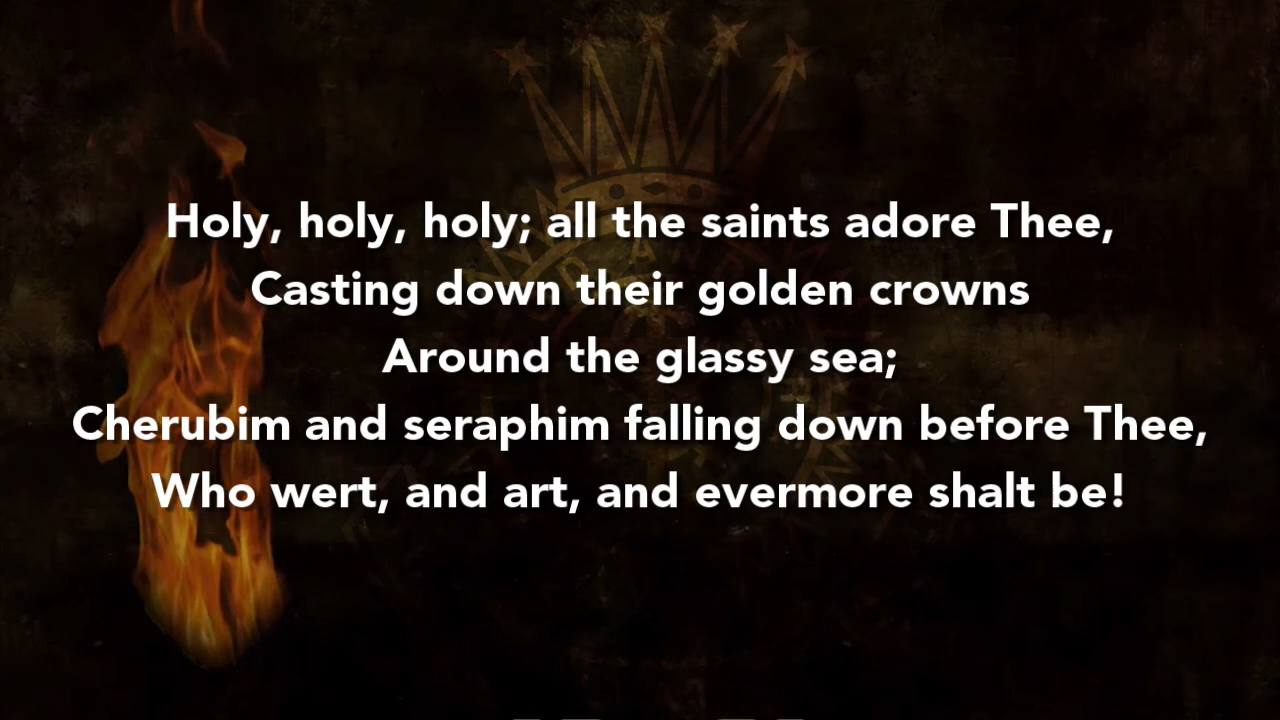 Holy, holy, holy; all the saints adore Thee,
Casting down their golden crowns
Around the glassy sea;
Cherubim and seraphim falling down before Thee,
Who wert, and art, and evermore shalt be!